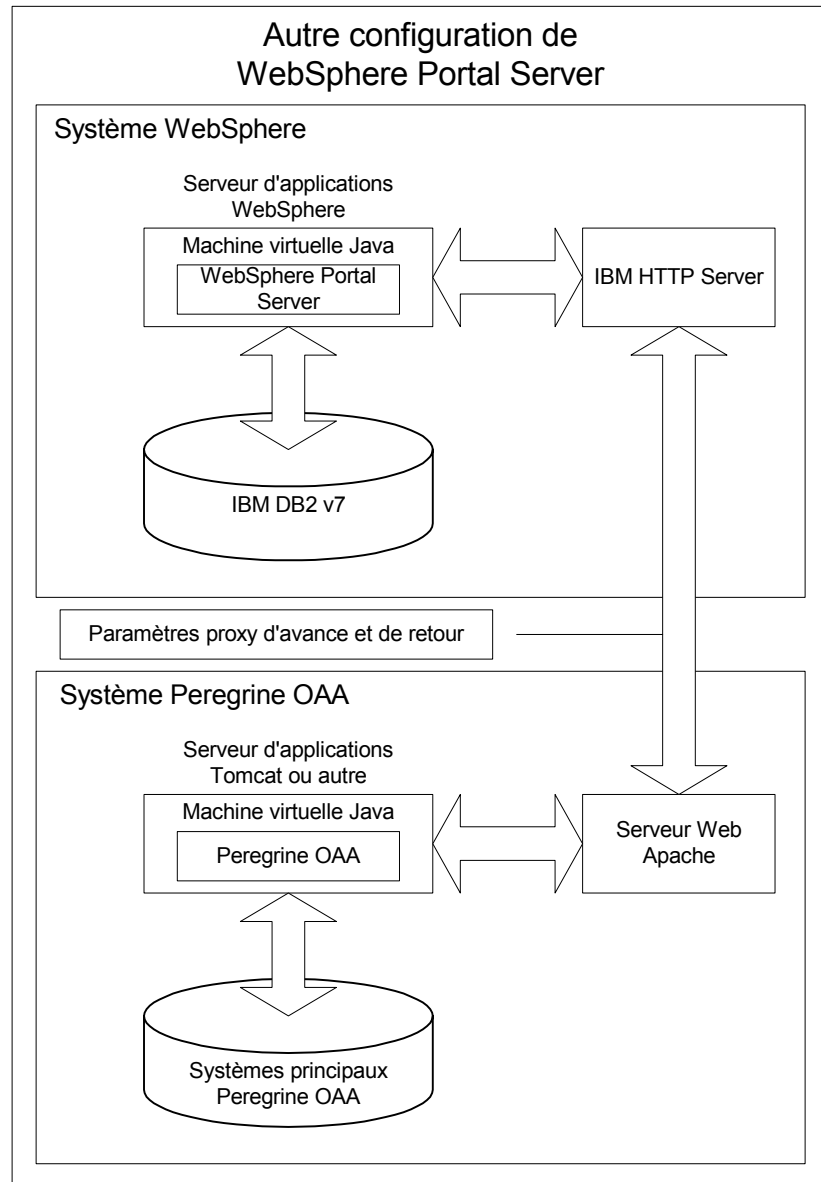 Autre configuration de
WebSphere Portal Server
Système WebSphere
Serveur d'applications
WebSphere
Machine virtuelle Java
WebSphere Portal
Server
IBM HTTP Server
IBM DB2 v7
Paramètres proxy d'avance et de retour
Système Peregrine OAA
Serveur d'applications
Tomcat ou autre
Machine virtuelle Java
Peregrine OAA
Serveur Web
Apache
Systèmes principaux
Peregrine OAA